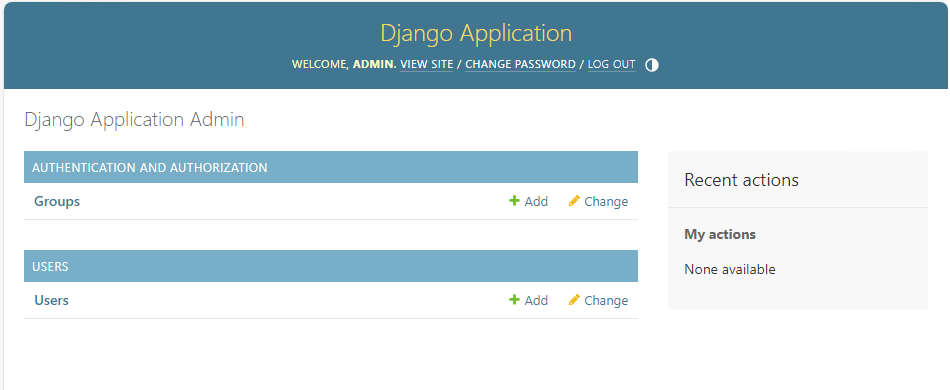 Django Application
WELCOME, ADMIN. VIEW SITE / CHANGE PASSWORD / LOG OUT
Django Application Admin
AUTHENTICATION AND AUTHORIZATION
Groups Add Change
USERS
Users Add Change
Recent actions
My actions
None available